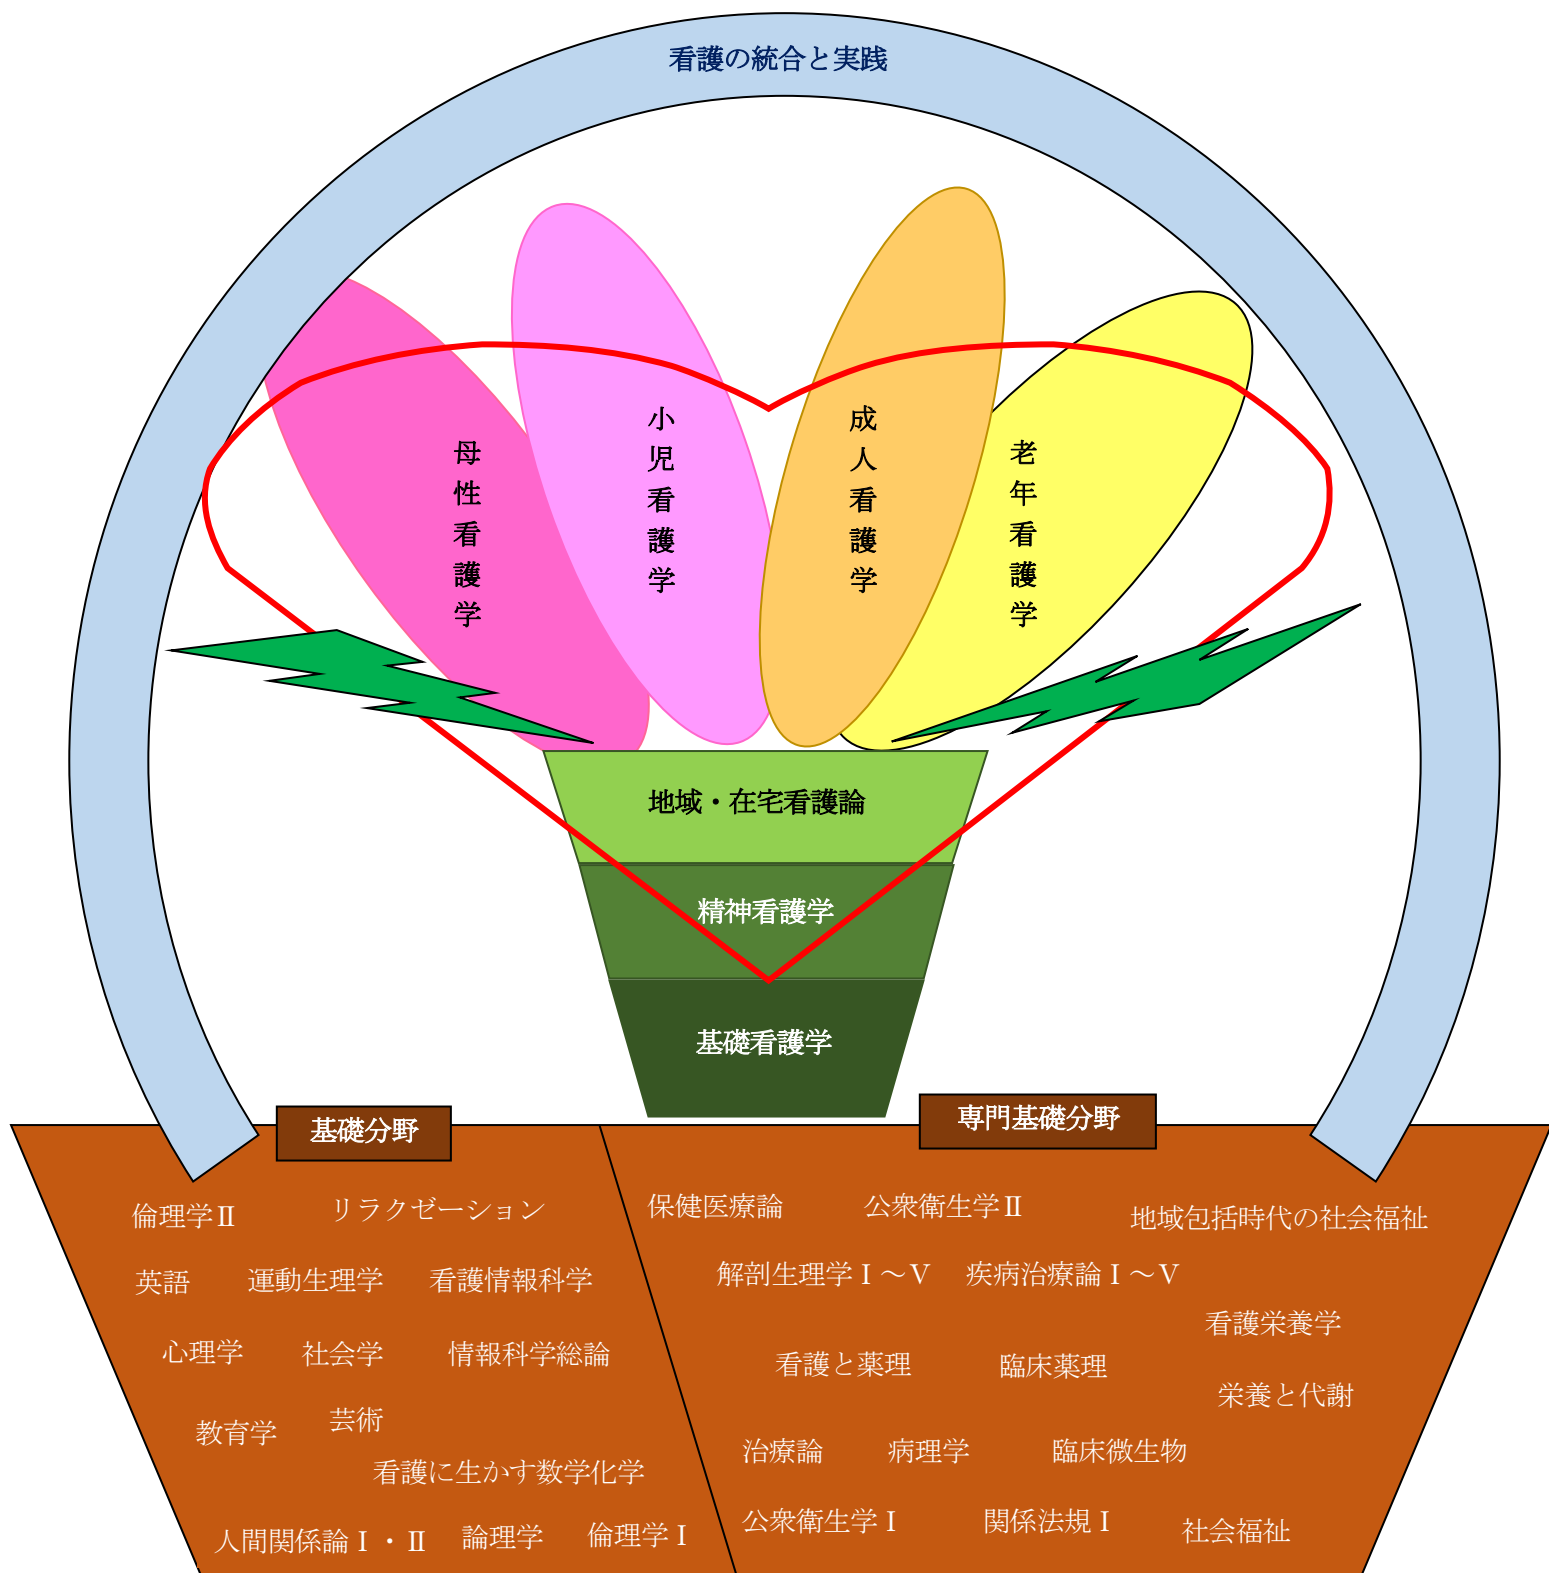 看護の統合と実践
母性看護学
小児看護学
成人看護学
老年看護学
地域・在宅看護論
精神看護学
基礎看護学
基礎分野
倫理学Ⅱ
リラクゼーション
英語
運動生理学
看護情報科学
心理学
社会学
情報科学総論
教育学
芸術
看護に生かす数学化学
人間関係論Ⅰ・Ⅱ
論理学
倫理学Ⅰ
専門基礎分野
保健医療論
公衆衛生学Ⅱ
地域包括時代の社会福祉
解剖生理学Ⅰ～Ⅴ
疾病治療論Ⅰ～Ⅴ
看護栄養学
看護と薬理
臨床薬理
栄養と代謝
治療論
病理学
臨床微生物
公衆衛生学Ⅰ
関係法規Ⅰ
社会福祉